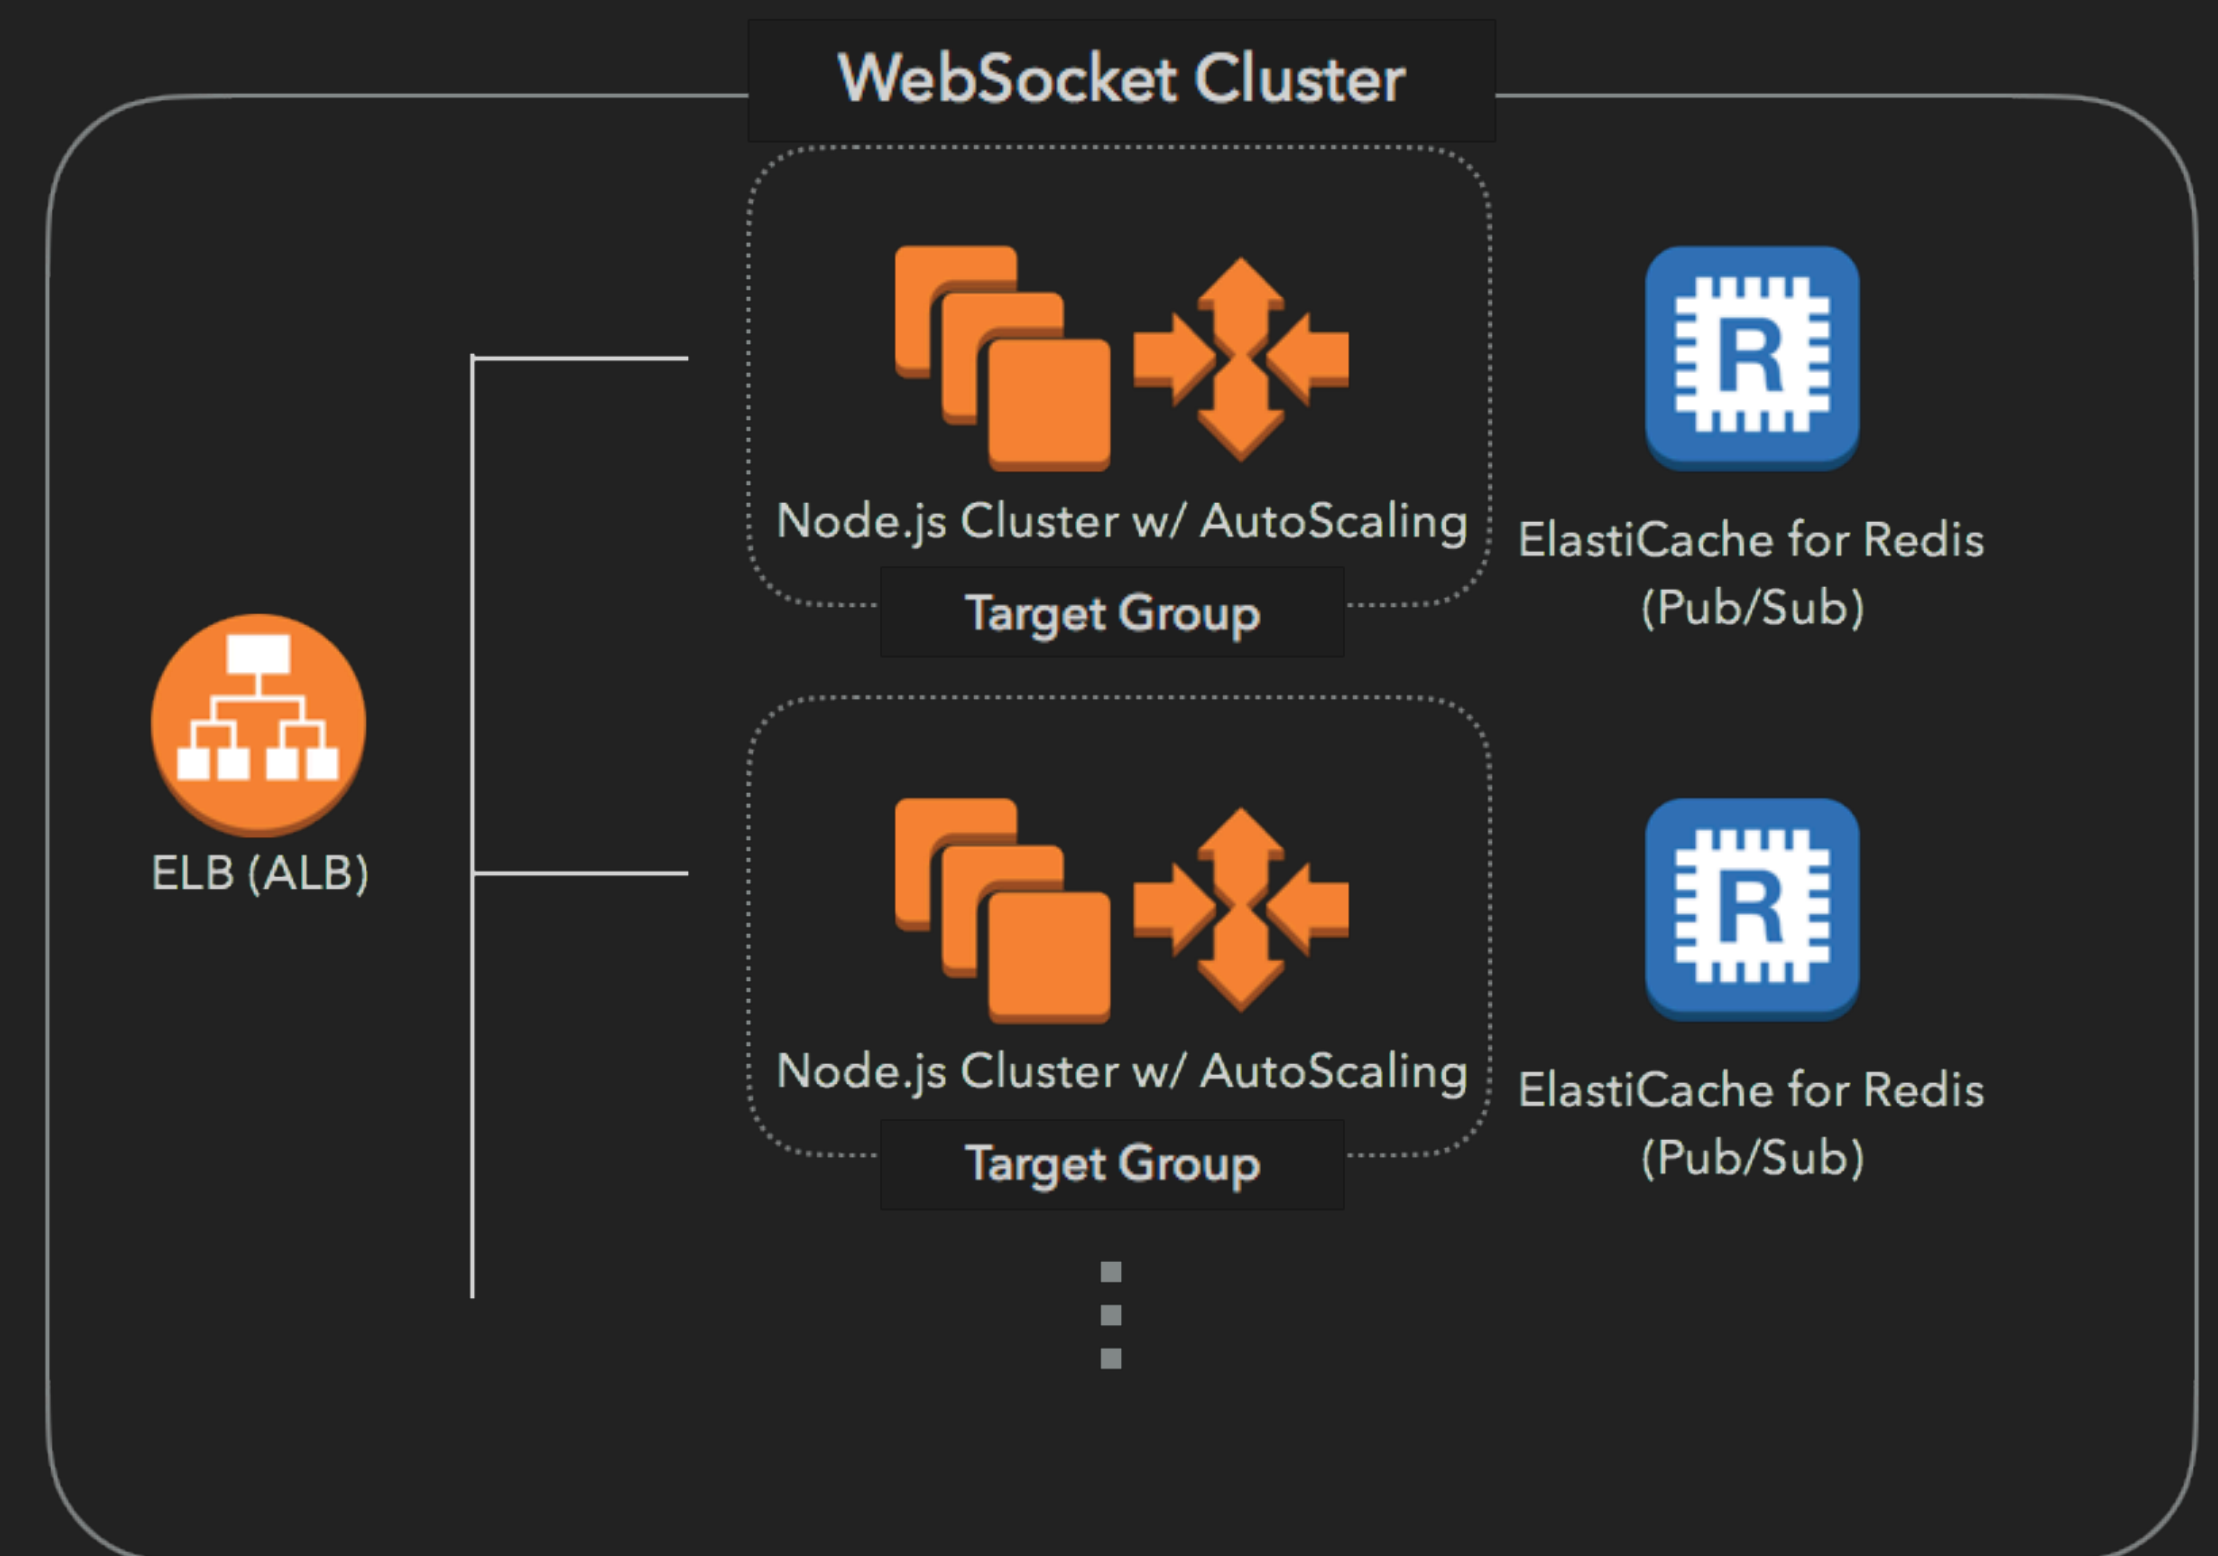 WebSocket Cluster
R
Node.js Cluster w/ AutoScaling
ElastiCache for Redis
(Pub/Sub)
Target Group
ELB (ALB)
R
Node.js Cluster w/ AutoScaling
ElastiCache for Redis
(Pub/Sub)
Target Group